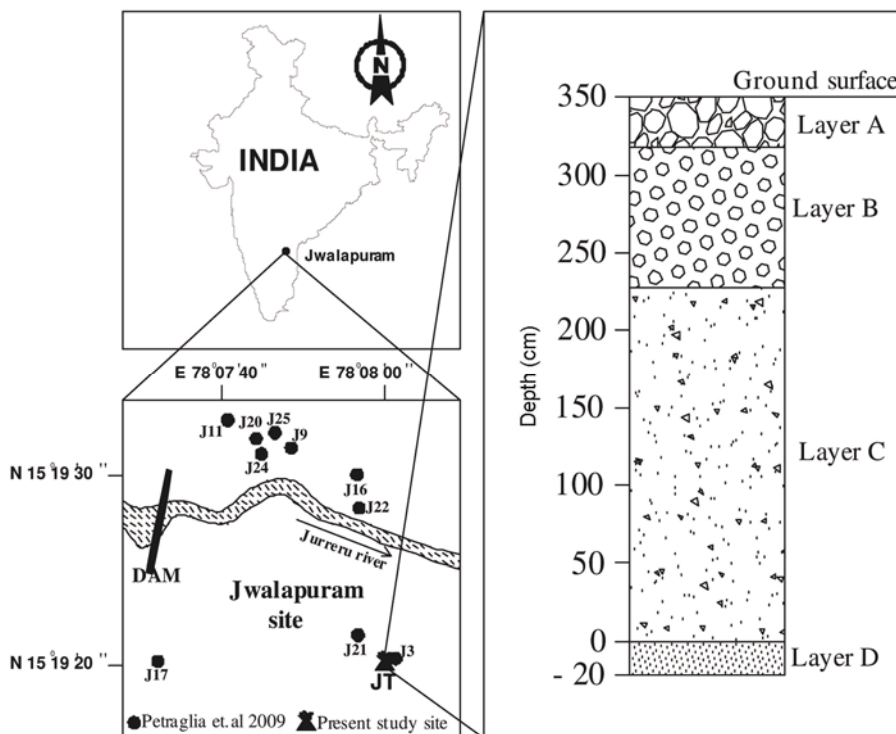 N
INDIA
Jwalapuram
E 78°07'40''
E 78°08'00''
N 15°19'30''
N 15°19'20''
J11
J20
J25
J9
J24
J16
J22
Jurreru river
DAM
Jwalapuram
site
J21
J3
J17
JT
Petraglia et.al 2009
Present study site
Ground surface
Depth (cm)
350
300
250
200
150
100
50
0
- 20
Layer A
Layer B
Layer C
Layer D